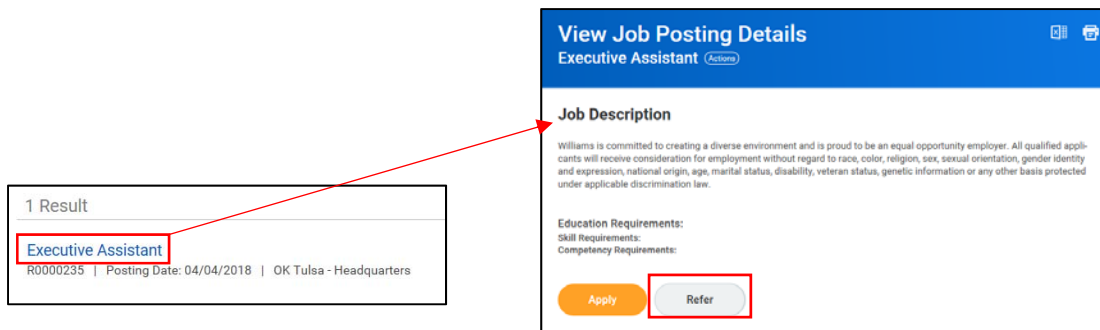 1 Result
Executive Assistant
R0000235 | Posting Date: 04/04/2018 | OK Tulsa - Headquarters
View Job Posting Details
Executive Assistant Actions
Job Description
Williams is committed to creating a diverse environment and is proud to be an equal opportunity employer. All qualified appli-
cants will receive consideration for employment without regard to race, color, religion, sex, sexual orientation, gender identity
and expression, national origin, age, marital status, disability, veteran status, genetic information or any other basis protected
under applicable discrimination law.
Education Requirements:
Skill Requirements:
Competency Requirements:
Apply Refer